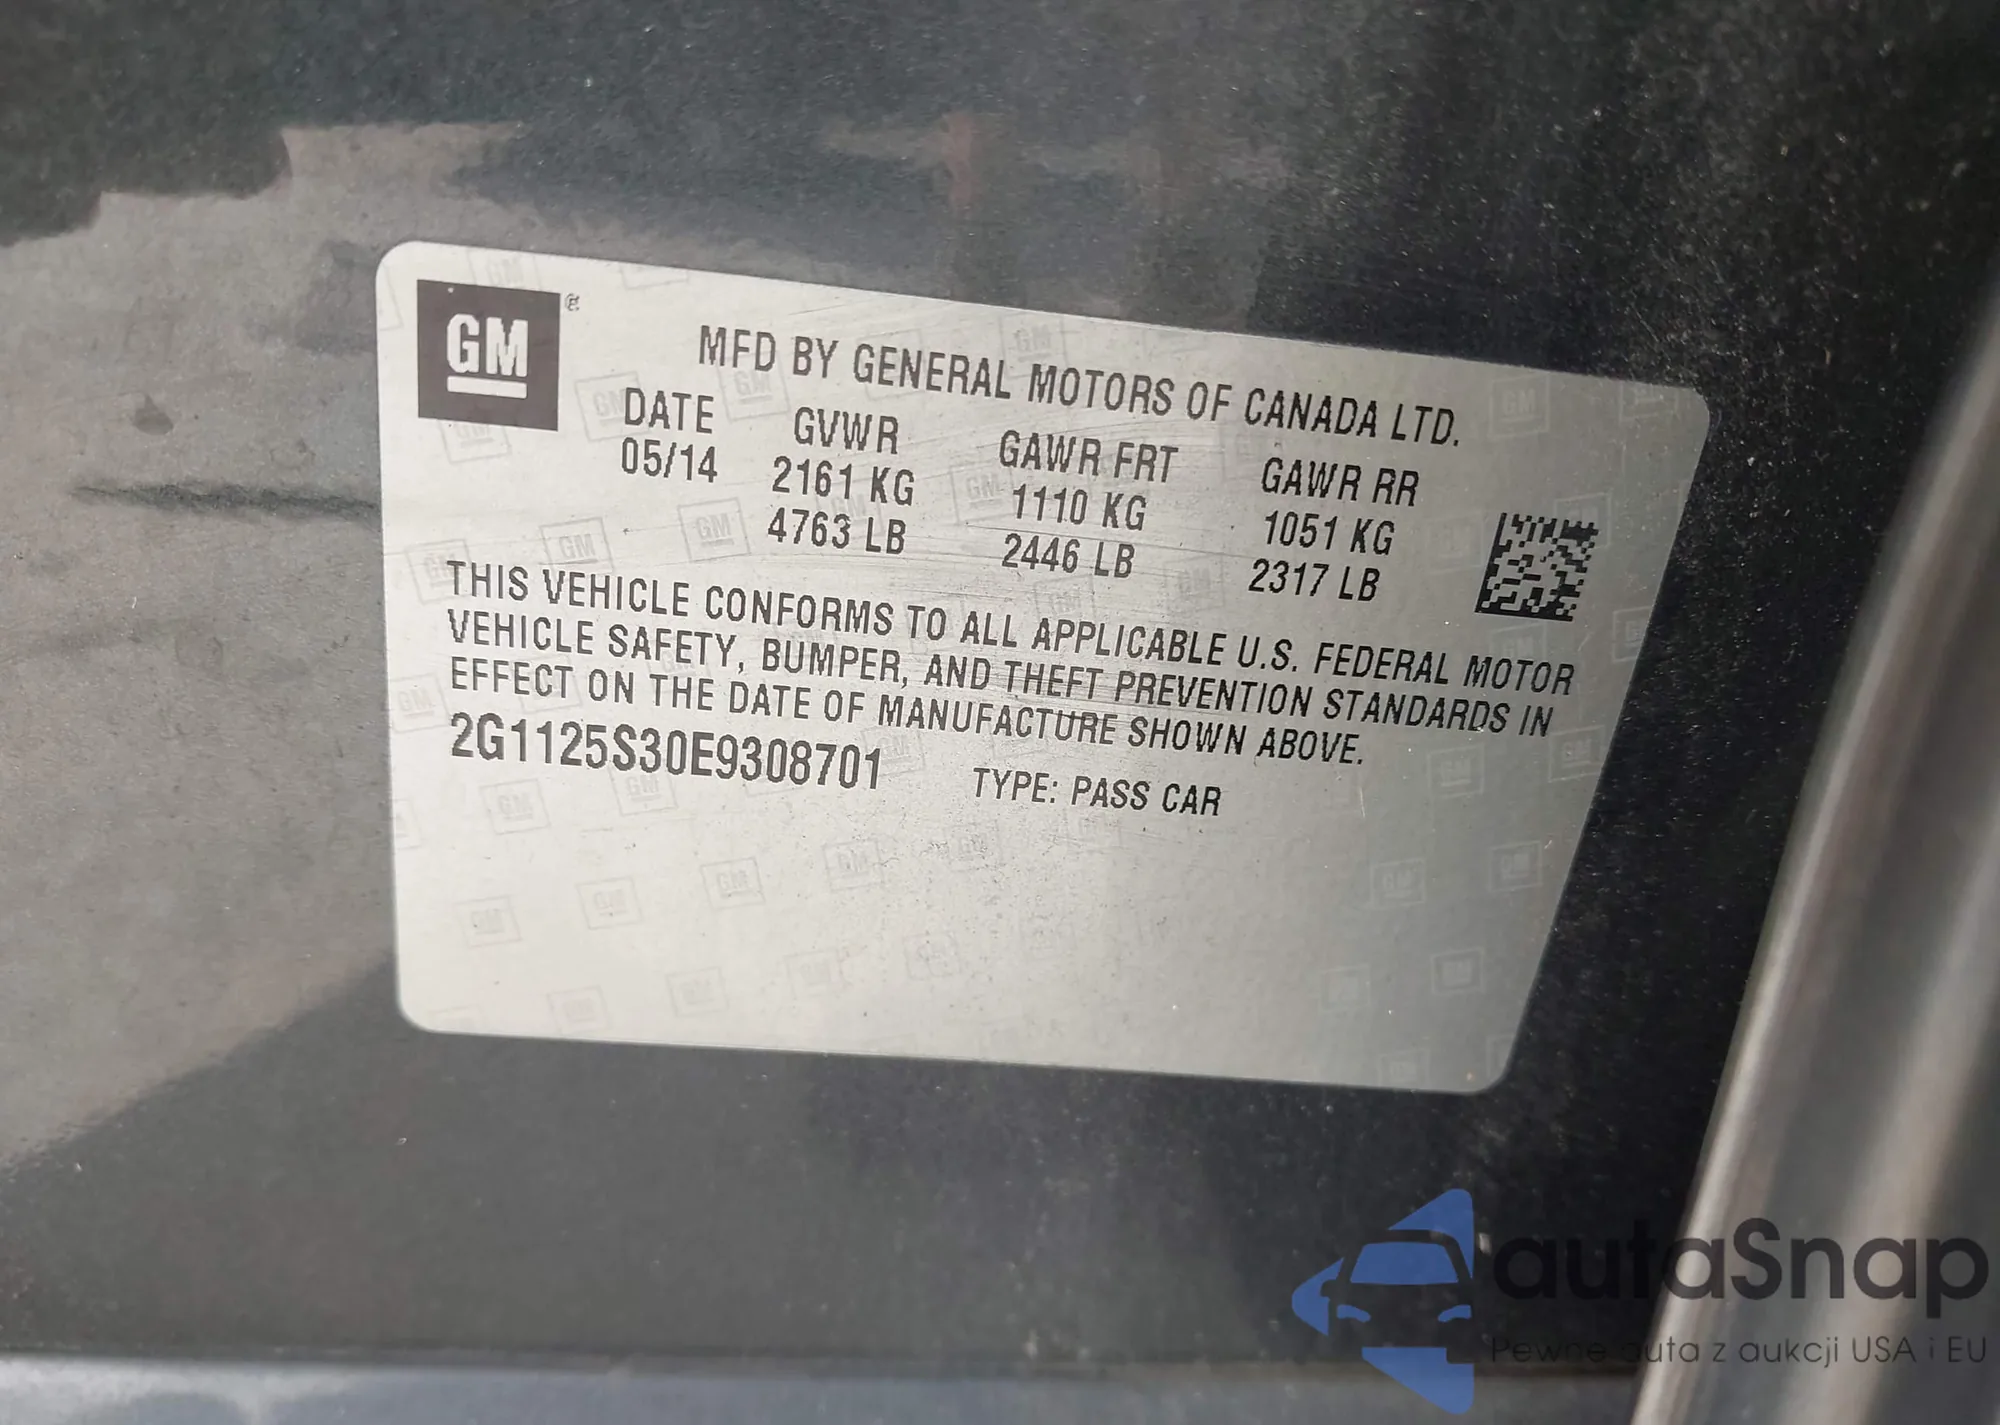 GM
MFD BY GENERAL MOTORS OF CANADA LTD.
DATE GVWR GAWR FRT GAWR RR
05/14 2161 KG 1110 KG 1051 KG
4763 LB 2446 LB 2317 LB
THIS VEHICLE CONFORMS TO ALL APPLICABLE U.S. FEDERAL MOTOR
VEHICLE SAFETY, BUMPER, AND THEFT PREVENTION STANDARDS IN
EFFECT ON THE DATE OF MANUFACTURE SHOWN ABOVE.
2G1125S30E9308701 TYPE: PASS CAR
autaSnap
Pewne auta z aukcji USA i EU